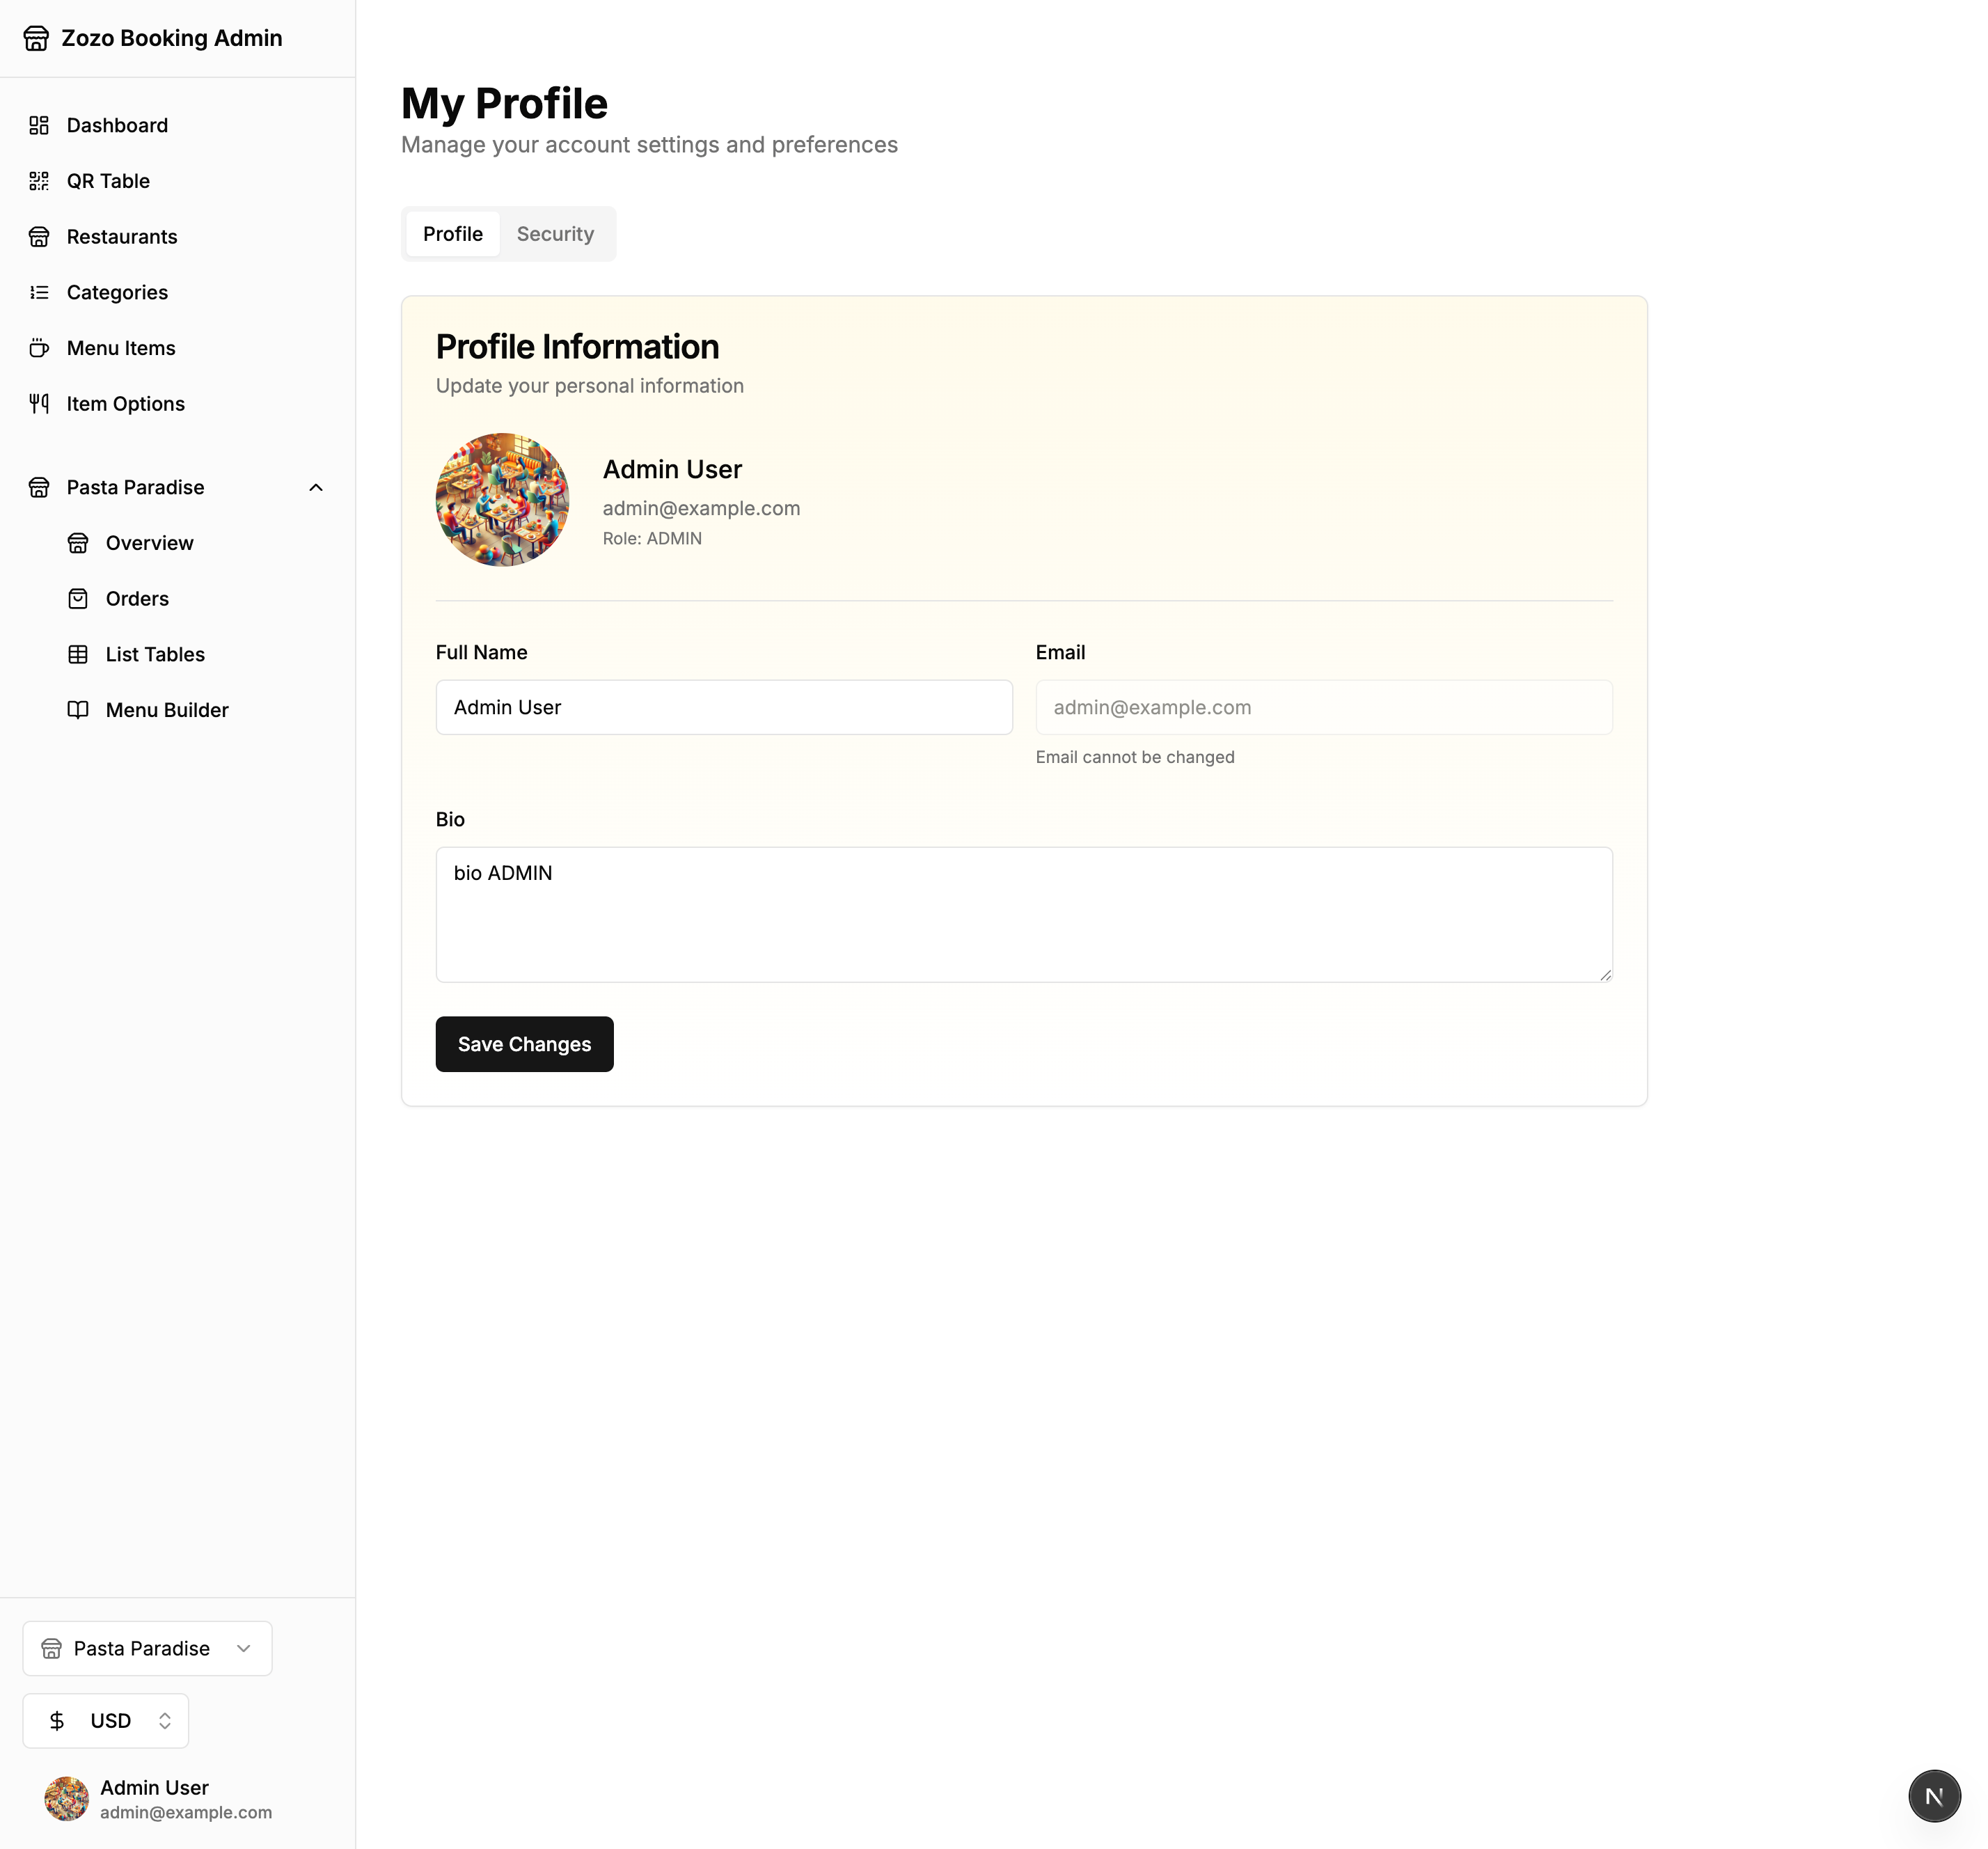 Zozo Booking Admin
Dashboard
QR Table
Restaurants
Categories
Menu Items
Item Options
Pasta Paradise
Overview
Orders
List Tables
Menu Builder
Pasta Paradise
$ USD
Admin User
admin@example.com
My Profile
Manage your account settings and preferences
Profile
Security
Profile Information
Update your personal information
Admin User
admin@example.com
Role: ADMIN
Full Name
Admin User
Email
admin@example.com
Email cannot be changed
Bio
bio ADMIN
Save Changes
N